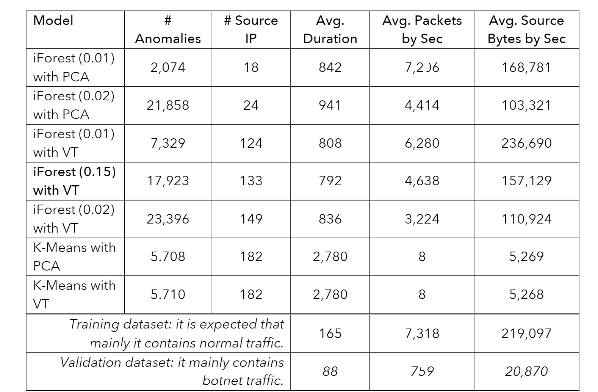 Model # # Source Avg. Avg. Packets Avg. Source
Anomalies IP Duration by Sec Bytes by Sec
iForest (0.01)
with PCA
2,074 18 842 168,781
iForest (0.02)
with PCA
21,858 24 941 4,414 103,321
iForest (0.01)
with VT
7,329 124 808 6,280 236,690
iForest (0.15)
with VT
17,923 133 792 4,638 157,129
iForest (0.02)
with VT
23,396 149 836 3,224 110,924
K-Means with
PCA
5.708 182 2,780 8 5,269
K-Means with
VT
5.710 182 2,780 8 5,268
Training dataset: it is expected that
mainly it contains normal traffic.
165 7,318 219,097
Validation dataset: it mainly contains
botnet traffic.
88 759 20,870